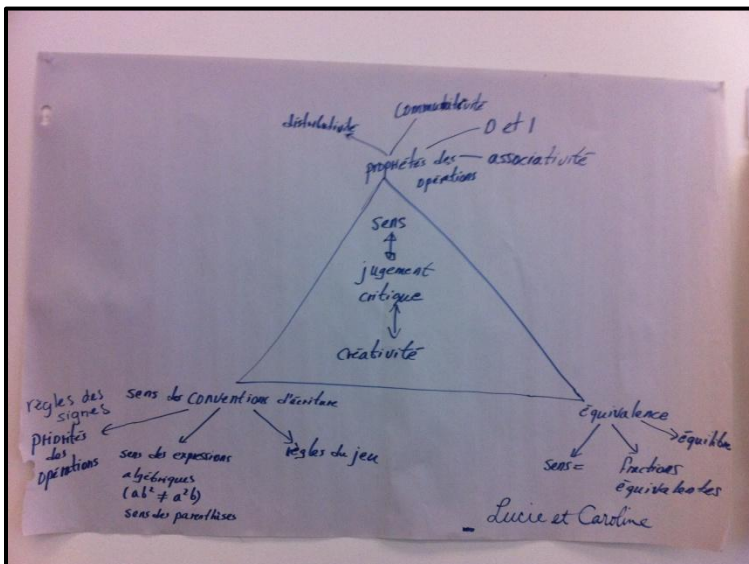 commutativité
distributivité
0 et 1
propriétés des
opérations
associativité
sens
jugement
critique
créativité
règles des
signes
priorités
des
opérations
sens des conventions d'écriture
sens des expressions
algébriques
(ab² ≠ a²b)
sens des parenthèses
règles du jeu
équivalence
équilibre
sens =
fractions
équivalentes
Lucie et Caroline